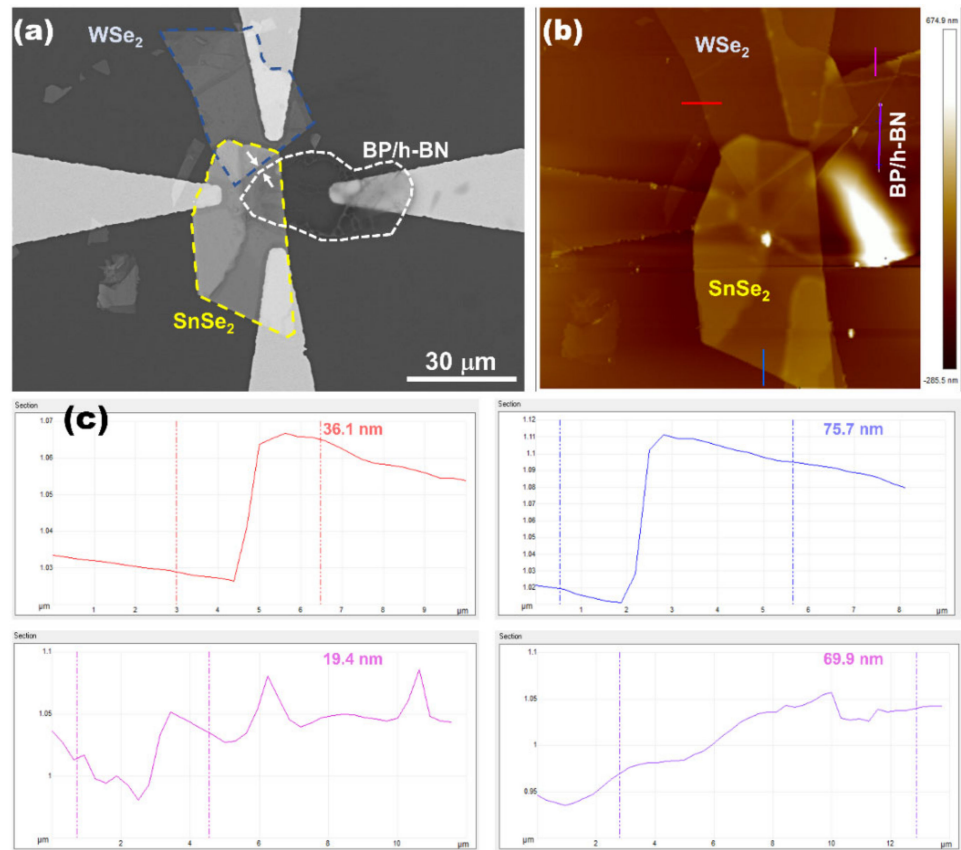 (a)
WSe₂
BP/h-BN
SnSe₂
30 μm
(b)
WSe₂
BP/h-BN
SnSe₂
674.9 nm
-285.5 nm
(c)
Section
36.1 nm
1.07
1.06
1.05
1.04
1.03
μm
1 2 3 4 5 6 7 8 9 μm
Section
75.7 nm
1.12
1.11
1.1
1.09
1.08
1.07
1.06
1.05
1.04
1.03
1.02
1.01
μm
1 2 3 4 5 6 7 8 μm
Section
19.4 nm
1.1
1.05
1
μm
2 4 6 8 10 μm
Section
69.9 nm
1.1
1.05
1
0.95
μm
2 4 6 8 10 12 μm